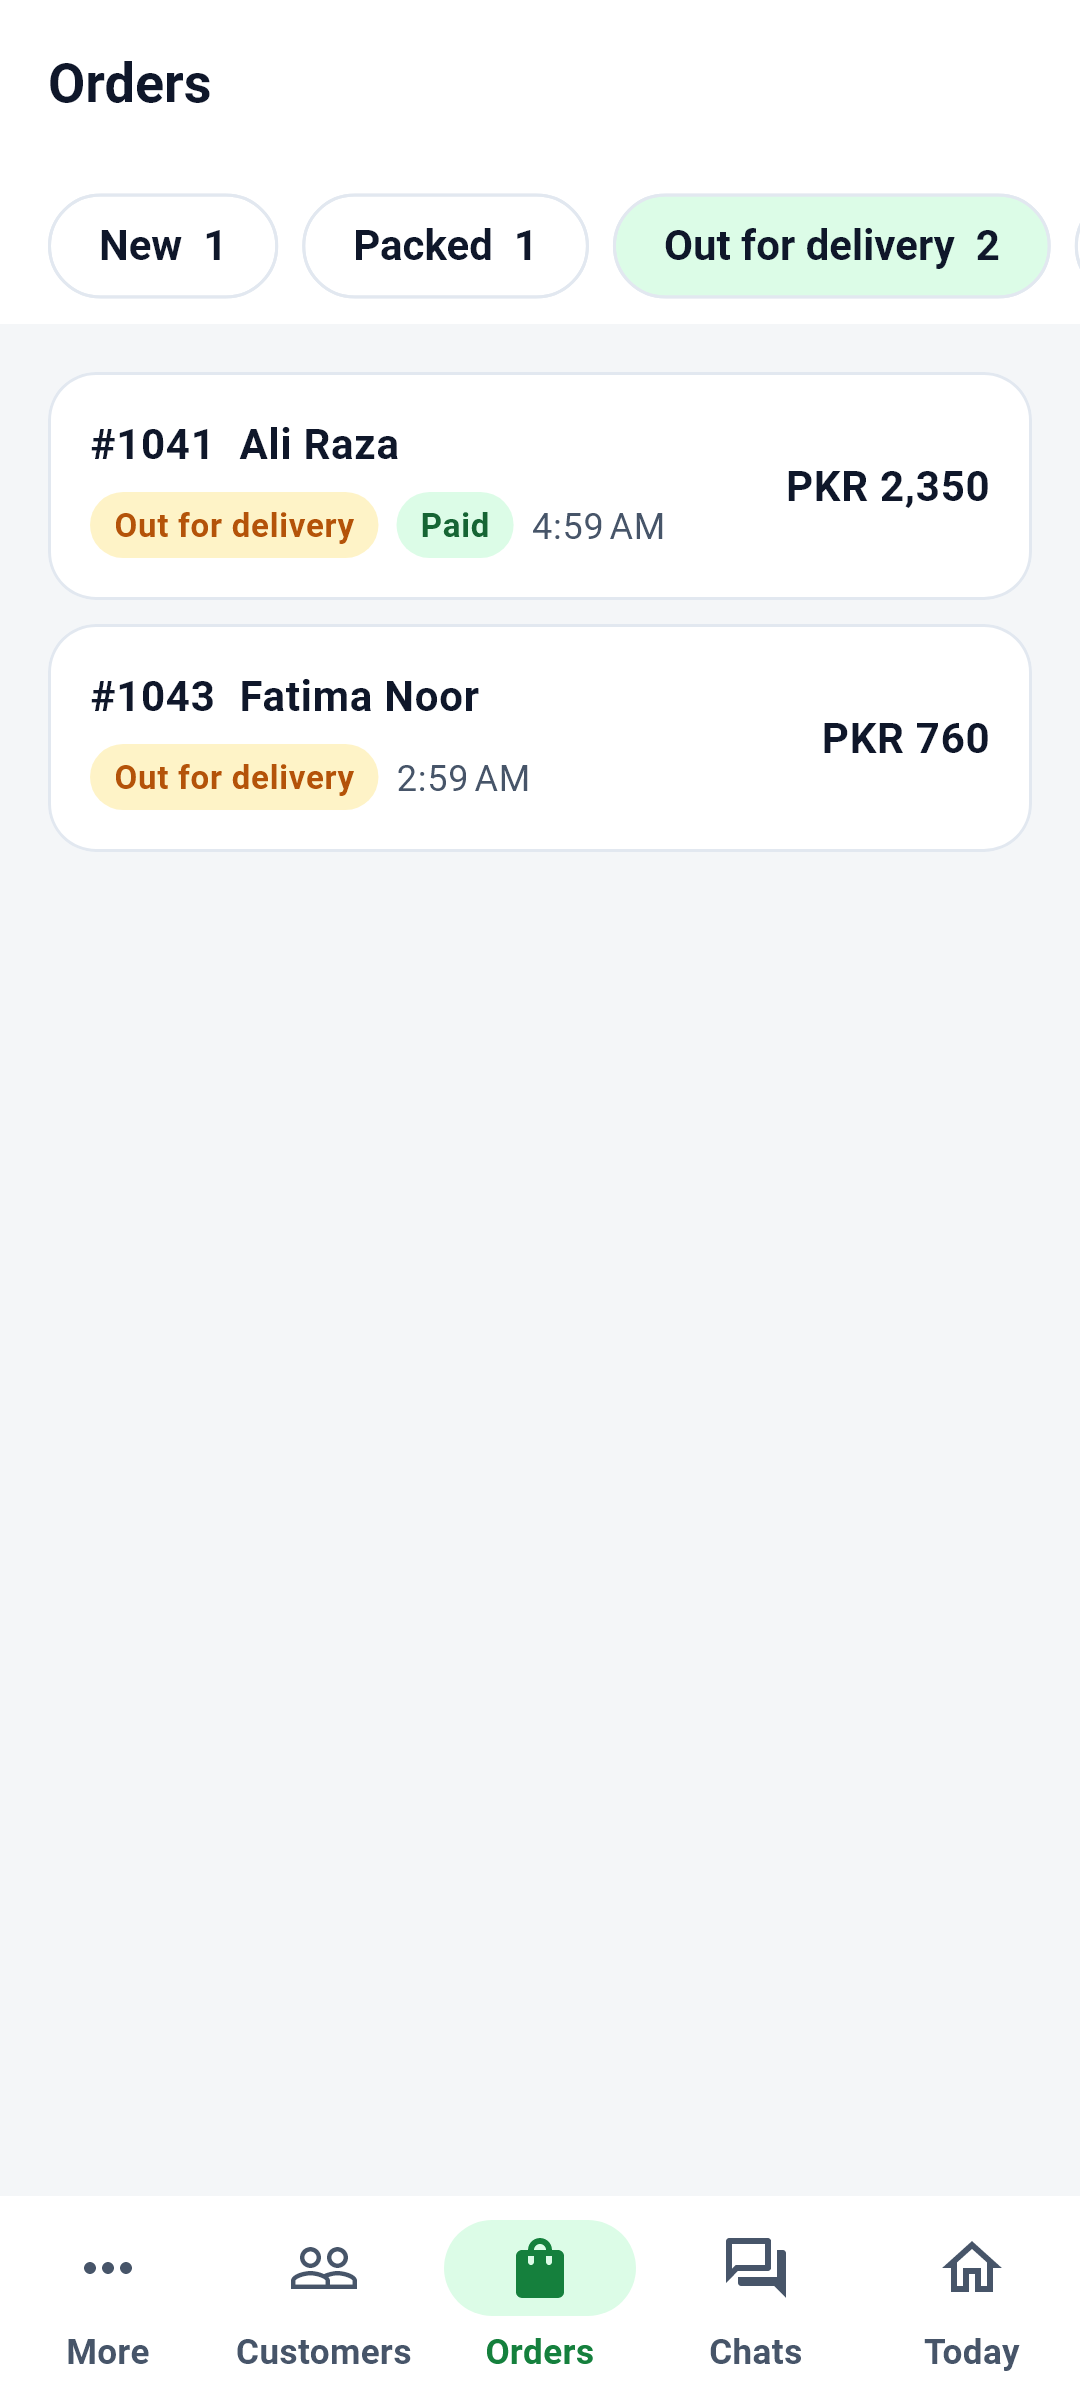 Orders
New 1
Packed 1
Out for delivery 2
#1041 Ali Raza
PKR 2,350
Out for delivery
Paid
4:59 AM
#1043 Fatima Noor
PKR 760
Out for delivery
2:59 AM
More
Customers
Orders
Chats
Today